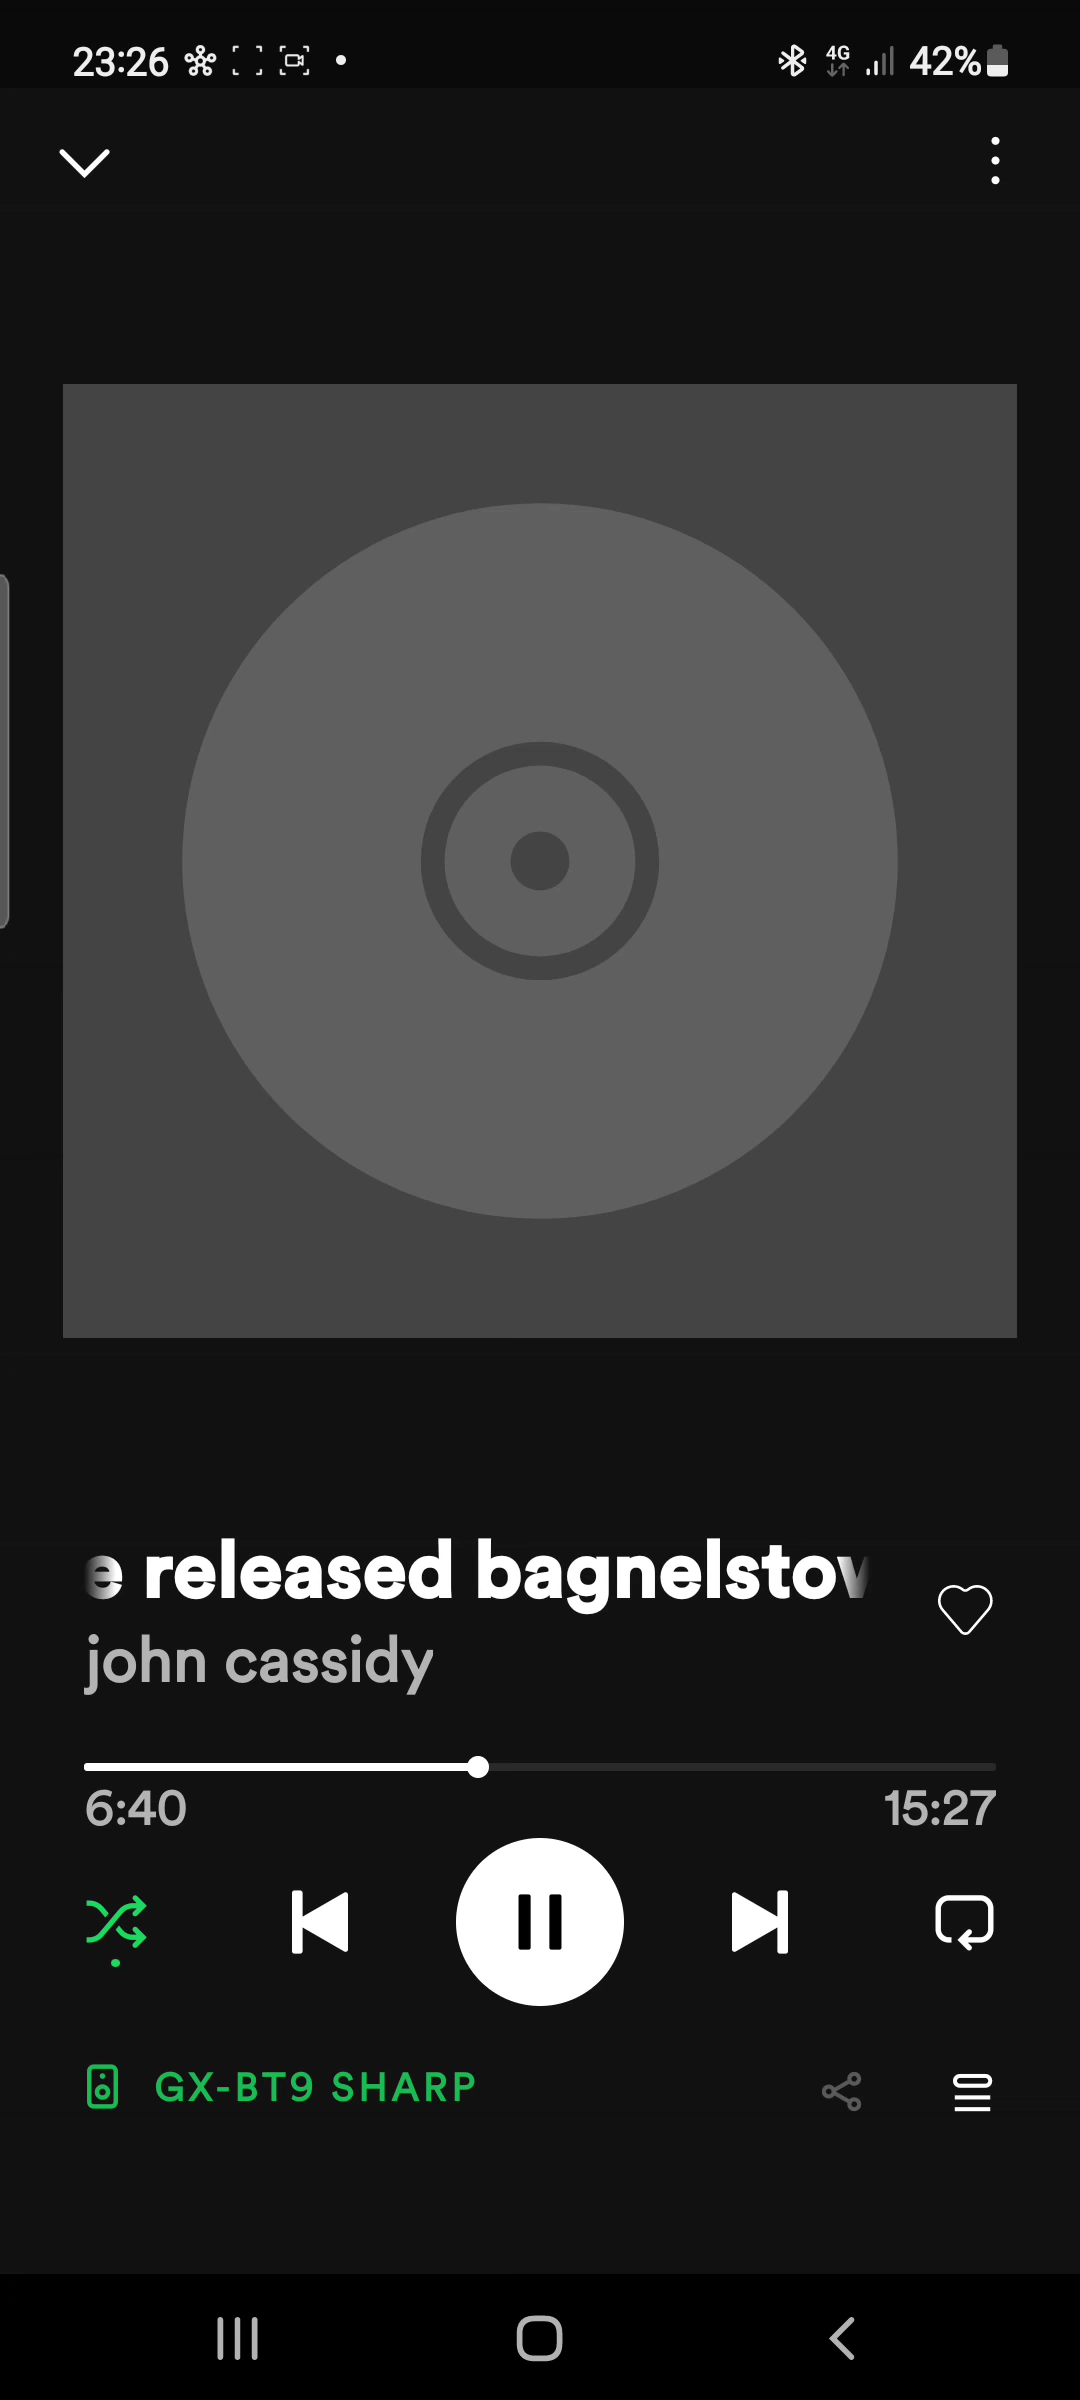 23:26
4G
42%
e released bagnelstov
john cassidy
6:40
15:27
GX-BT9 SHARP